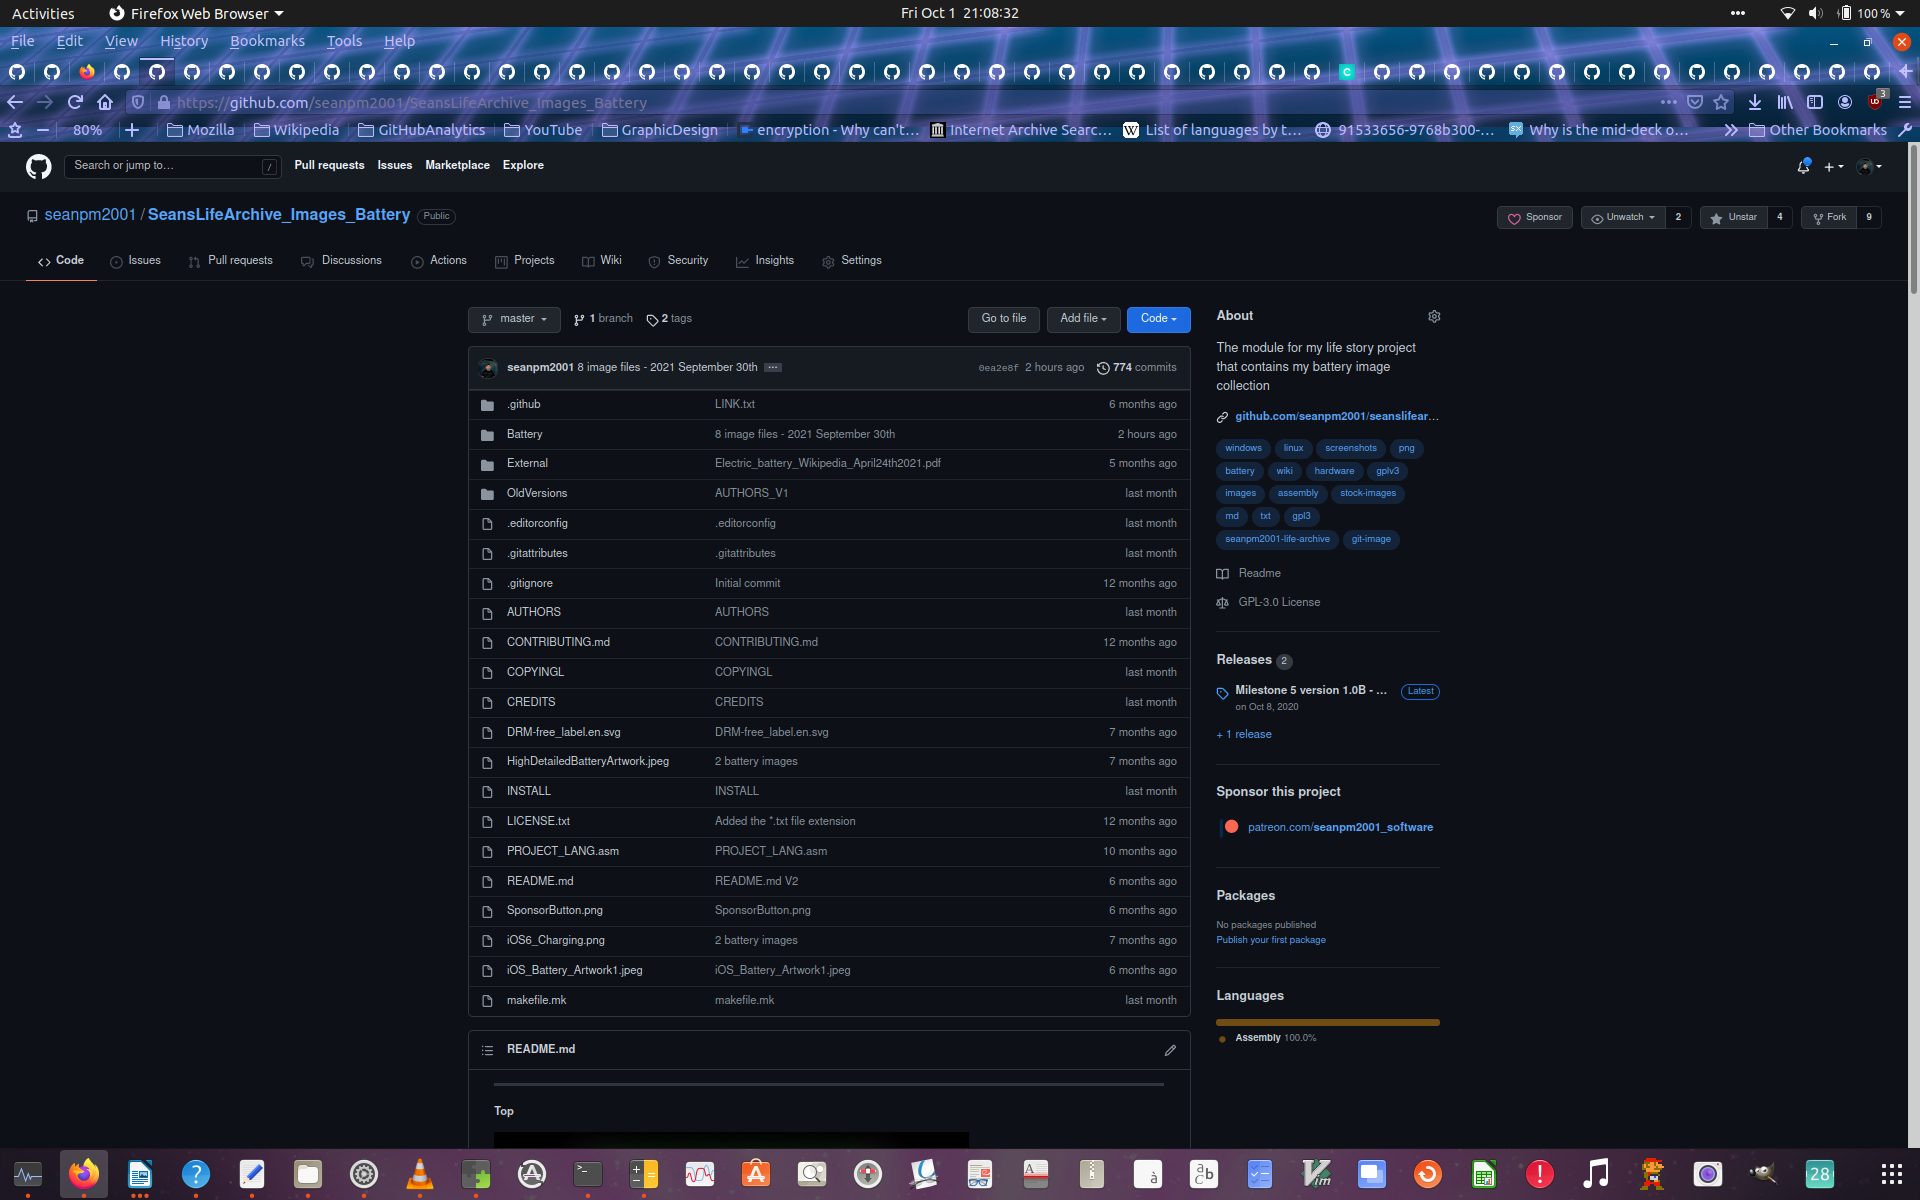 Activities Firefox Web Browser Fri Oct 1 21:08:32 100 %
File Edit View History Bookmarks Tools Help
https://github.com/seanpm2001/SeansLifeArchive_Images_Battery 3
80% Mozilla Wikipedia GitHubAnalytics YouTube GraphicDesign encryption - Why can't… Internet Archive Searc… List of languages by t… 91533656-9768b300-… Why is the mid-deck o… Other Bookmarks
Search or jump to… / Pull requests Issues Marketplace Explore
seanpm2001 / SeansLifeArchive_Images_Battery Public Sponsor Unwatch 2 Unstar 4 Fork 9
Code Issues Pull requests Discussions Actions Projects Wiki Security Insights Settings
master 1 branch 2 tags Go to file Add file Code
seanpm2001 8 image files - 2021 September 30th ... 0ea2e8f 2 hours ago 774 commits
.github LINK.txt 6 months ago
Battery 8 image files - 2021 September 30th 2 hours ago
External Electric_battery_Wikipedia_April24th2021.pdf 5 months ago
OldVersions AUTHORS_V1 last month
.editorconfig .editorconfig last month
.gitattributes .gitattributes last month
.gitignore Initial commit 12 months ago
AUTHORS AUTHORS last month
CONTRIBUTING.md CONTRIBUTING.md 12 months ago
COPYINGL COPYINGL last month
CREDITS CREDITS last month
DRM-free_label.en.svg DRM-free_label.en.svg 7 months ago
HighDetailedBatteryArtwork.jpeg 2 battery images 7 months ago
INSTALL INSTALL last month
LICENSE.txt Added the *.txt file extension 12 months ago
PROJECT_LANG.asm PROJECT_LANG.asm 10 months ago
README.md README.md V2 6 months ago
SponsorButton.png SponsorButton.png 6 months ago
iOS6_Charging.png 2 battery images 7 months ago
iOS_Battery_Artwork1.jpeg iOS_Battery_Artwork1.jpeg 6 months ago
makefile.mk makefile.mk last month
README.md
Top
About
The module for my life story project
that contains my battery image
collection
github.com/seanpm2001/seanslifear…
windows linux screenshots png
battery wiki hardware gplv3
images assembly stock-images
md txt gpl3
seanpm2001-life-archive git-image
Readme
GPL-3.0 License
Releases 2
Milestone 5 version 1.0B - … Latest
on Oct 8, 2020
+ 1 release
Sponsor this project
patreon.com/seanpm2001_software
Packages
No packages published
Publish your first package
Languages
Assembly 100.0%
28